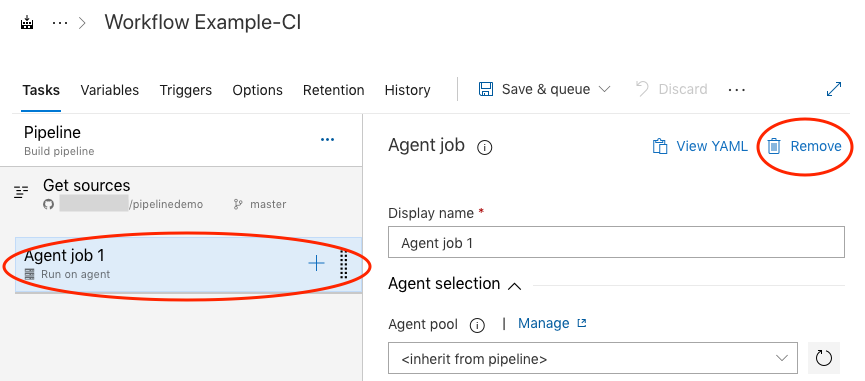 ··· > Workflow Example-CI
Tasks Variables Triggers Options Retention History Save & queue Discard ···
Pipeline ···
Build pipeline
Get sources
/pipelinedemo master
Agent job 1
Run on agent
Agent job View YAML Remove
Display name *
Agent job 1
Agent selection
Agent pool | Manage
<inherit from pipeline>